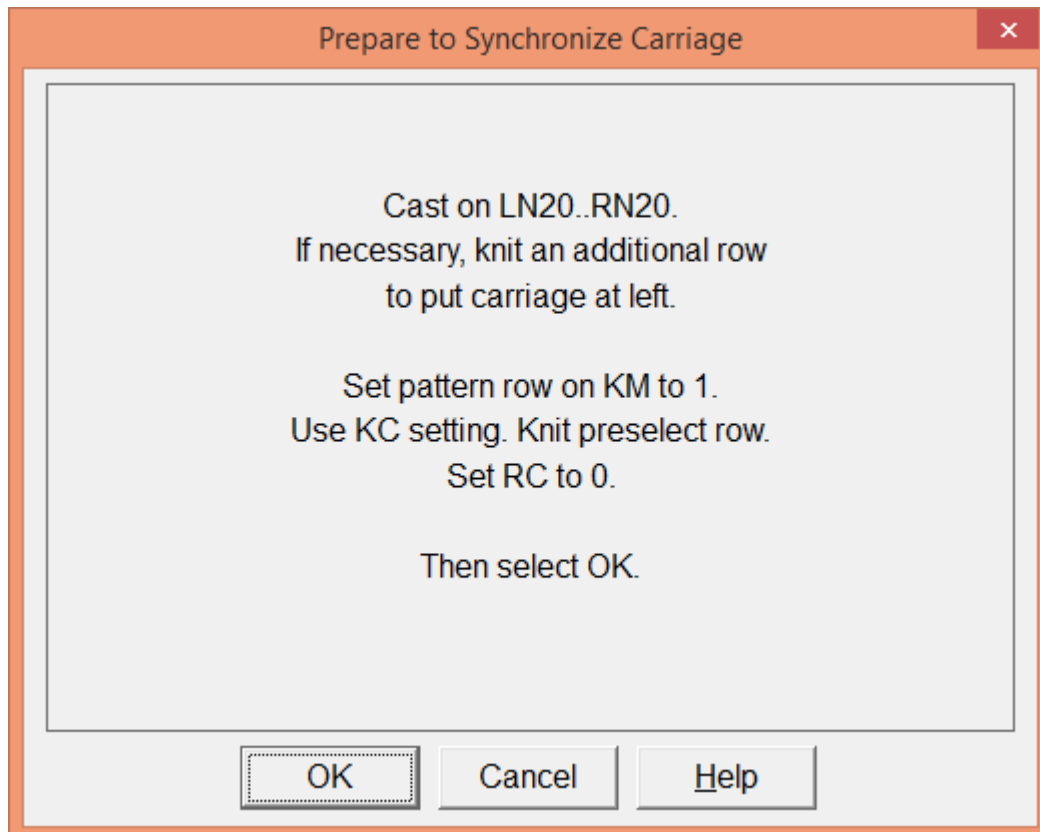 Prepare to Synchronize Carriage
Cast on LN20..RN20.
If necessary, knit an additional row
to put carriage at left.
Set pattern row on KM to 1.
Use KC setting. Knit preselect row.
Set RC to 0.
Then select OK.
OK
Cancel
Help